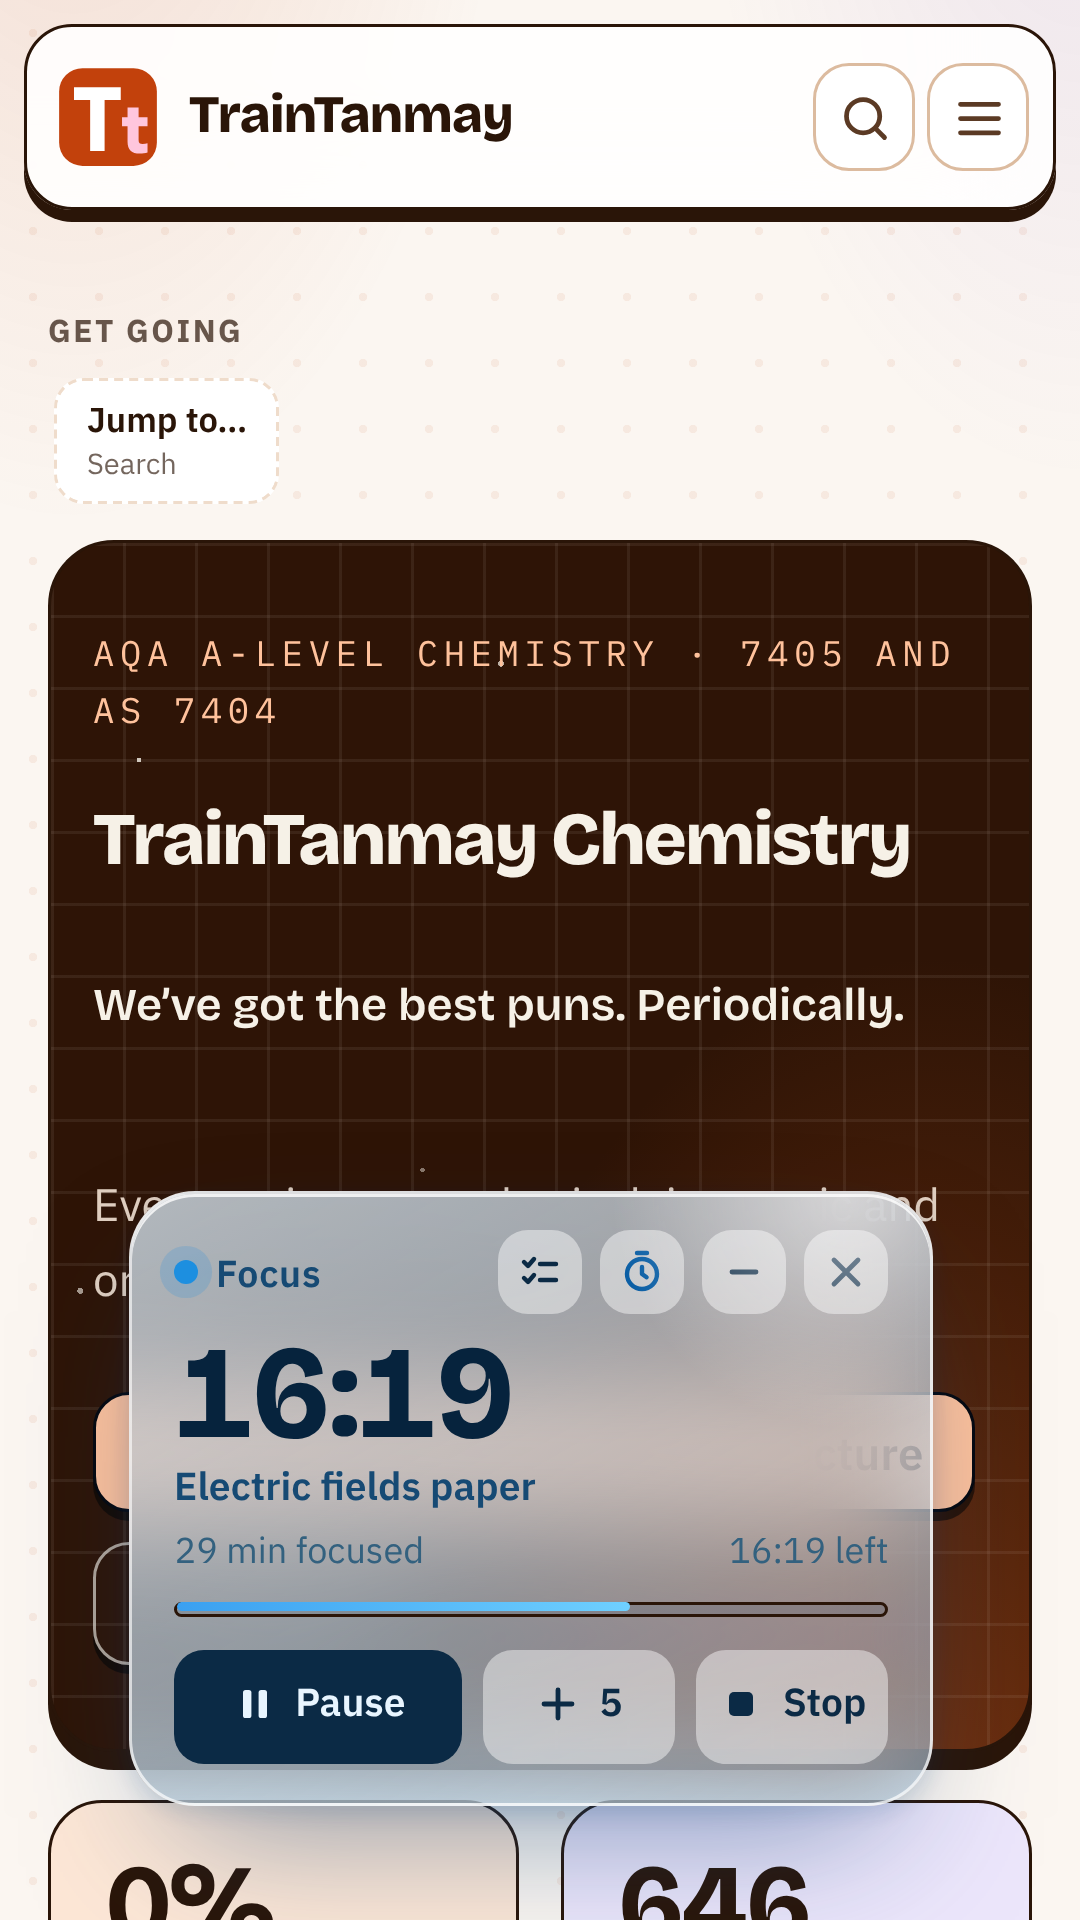 Tt TrainTanmay
GET GOING
Jump to...
Search
AQA A-LEVEL CHEMISTRY · 7405 AND
AS 7404
TrainTanmay Chemistry
We've got the best puns. Periodically.
and
Focus
16:19
Electric fields paper
29 min focused 16:19 left
Pause + 5 Stop
0% 646